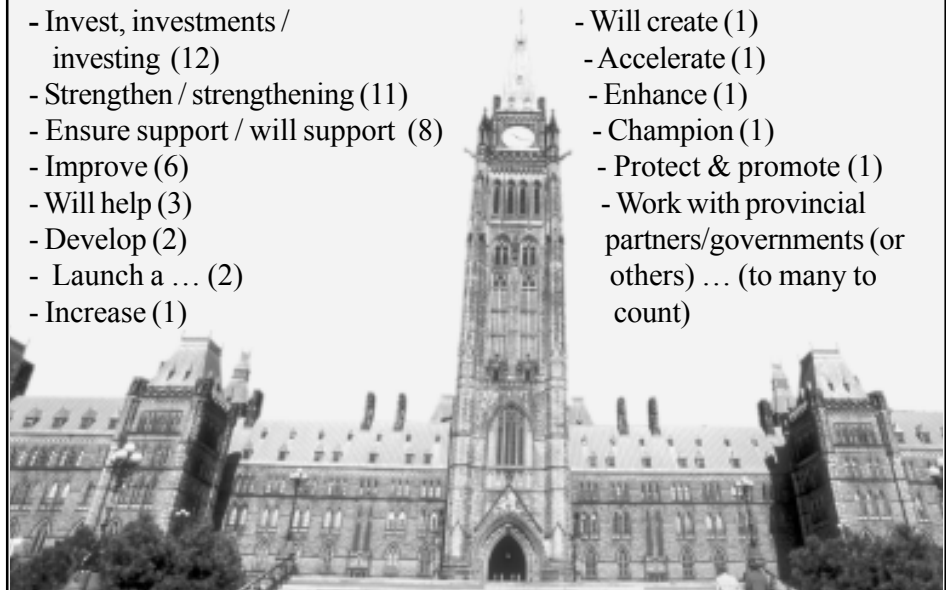 - Invest, investments /
investing (12)
- Strengthen / strengthening (11)
- Ensure support / will support (8)
- Improve (6)
- Will help (3)
- Develop (2)
- Launch a … (2)
- Increase (1)
- Will create (1)
- Accelerate (1)
- Enhance (1)
- Champion (1)
- Protect & promote (1)
- Work with provincial
partners/governments (or
others) … (to many to
count)